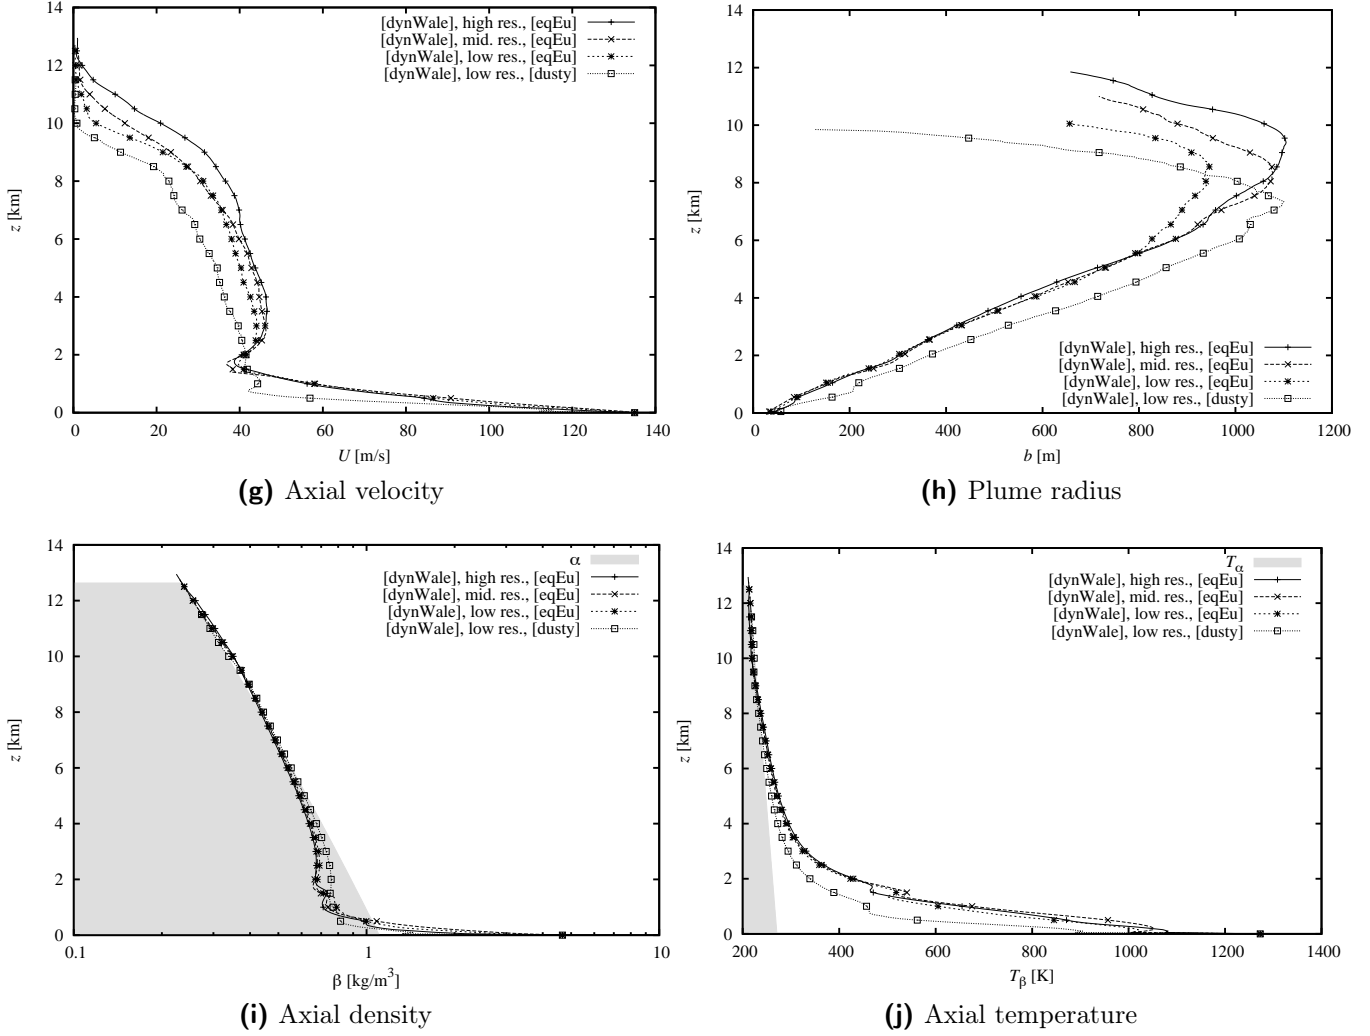 [dynWale], high res., [eqEu]
[dynWale], mid. res., [eqEu]
[dynWale], low res., [eqEu]
[dynWale], low res., [dusty]
14
12
10
8
6
4
2
0
z [km]
0 20 40 60 80 100 120 140
U [m/s]
(g) Axial velocity
14
12
10
8
6
4
2
0
z [km]
[dynWale], high res., [eqEu]
[dynWale], mid. res., [eqEu]
[dynWale], low res., [eqEu]
[dynWale], low res., [dusty]
0 200 400 600 800 1000 1200
b [m]
(h) Plume radius
α
[dynWale], high res., [eqEu]
[dynWale], mid. res., [eqEu]
[dynWale], low res., [eqEu]
[dynWale], low res., [dusty]
14
12
10
8
6
4
2
0
z [km]
0.1 1 10
β [kg/m³]
(i) Axial density
Tα
[dynWale], high res., [eqEu]
[dynWale], mid. res., [eqEu]
[dynWale], low res., [eqEu]
[dynWale], low res., [dusty]
14
12
10
8
6
4
2
0
z [km]
200 400 600 800 1000 1200 1400
Tβ [K]
(j) Axial temperature